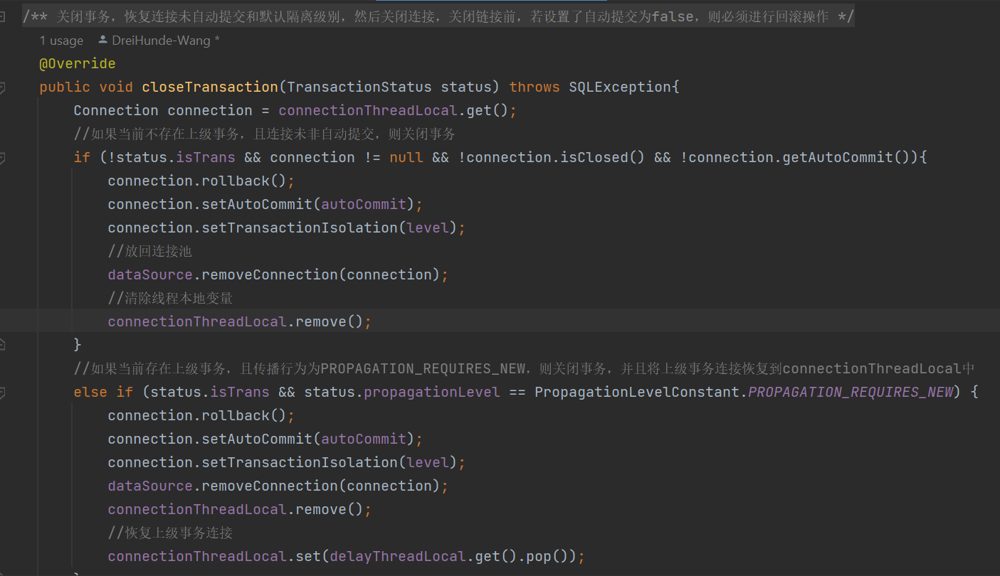 /** 关闭事务，恢复连接未自动提交和默认隔离级别，然后关闭连接，关闭链接前，若设置了自动提交为false，则必须进行回滚操作 */
1 usage DreiHunde-Wang *
@Override
public void closeTransaction(TransactionStatus status) throws SQLException{
Connection connection = connectionThreadLocal.get();
//如果当前不存在上级事务，且连接未非自动提交，则关闭事务
if (!status.isTrans && connection != null && !connection.isClosed() && !connection.getAutoCommit()){
connection.rollback();
connection.setAutoCommit(autoCommit);
connection.setTransactionIsolation(level);
//放回连接池
dataSource.removeConnection(connection);
//清除线程本地变量
connectionThreadLocal.remove();
}
//如果当前存在上级事务，且传播行为为PROPAGATION_REQUIRES_NEW，则关闭事务，并且将上级事务连接恢复到connectionThreadLocal中
else if (status.isTrans && status.propagationLevel == PropagationLevelConstant.PROPAGATION_REQUIRES_NEW) {
connection.rollback();
connection.setAutoCommit(autoCommit);
connection.setTransactionIsolation(level);
dataSource.removeConnection(connection);
connectionThreadLocal.remove();
//恢复上级事务连接
connectionThreadLocal.set(delayThreadLocal.get().pop());